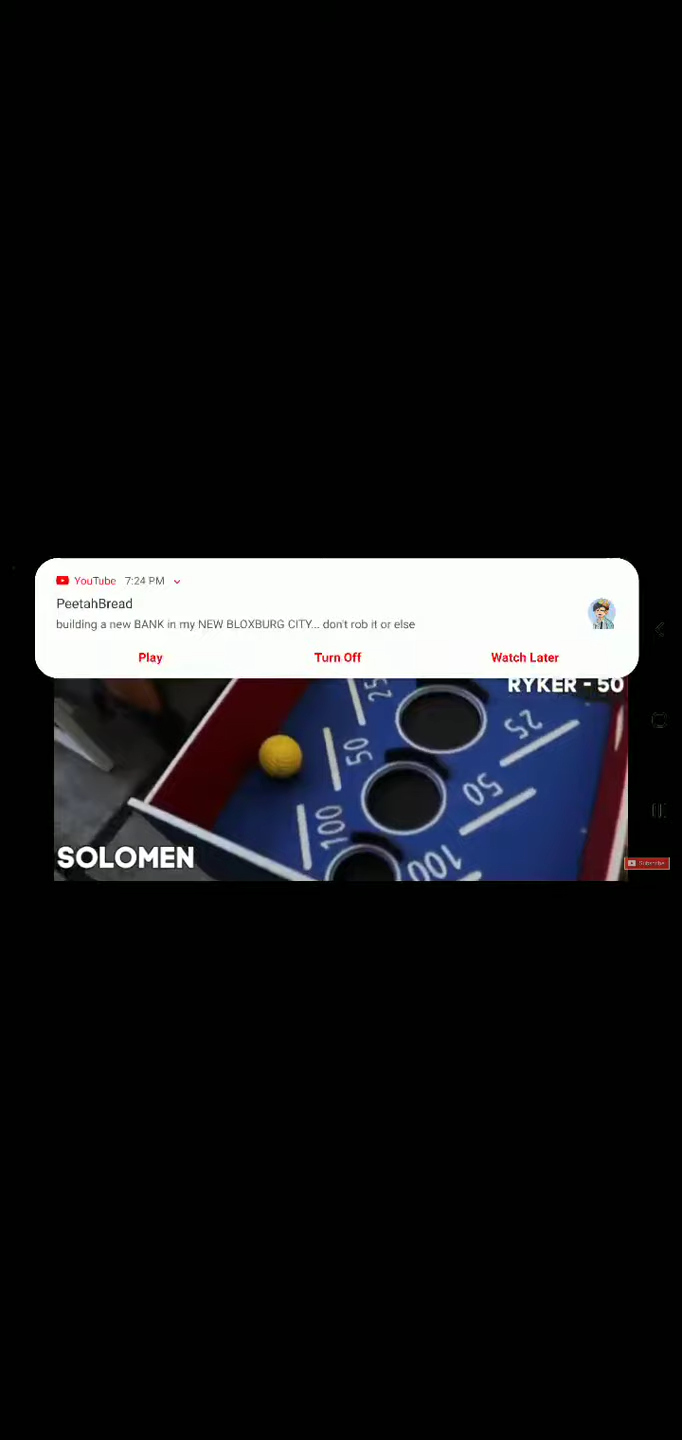 YouTube 7:24 PM
PeetahBread
building a new BANK in my NEW BLOXBURG CITY... don't rob it or else
Play Turn Off Watch Later
RYKER - 50
25
25
50
50
100
100
SOLOMEN
Subscribe